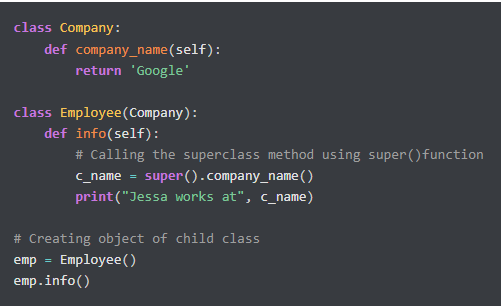 class Company:
    def company_name(self):
        return 'Google'

class Employee(Company):
    def info(self):
        # Calling the superclass method using super()function
        c_name = super().company_name()
        print("Jessa works at", c_name)

# Creating object of child class
emp = Employee()
emp.info()